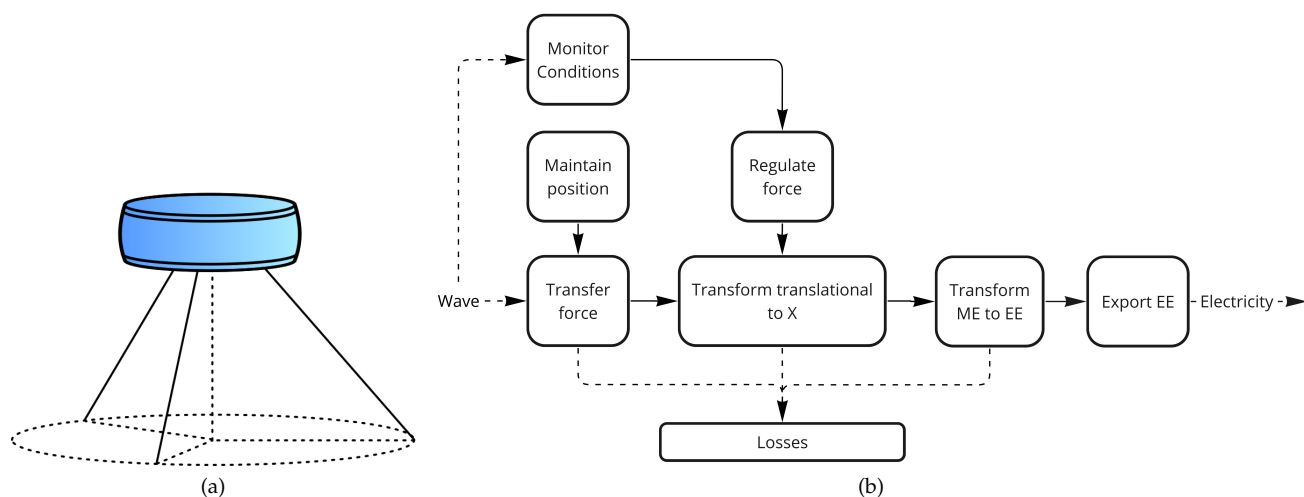 Monitor
Conditions
Maintain
position
Regulate
force
Wave
Transfer
force
Transform translational
to X
Transform
ME to EE
Export EE
Electricity
Losses
(a)
(b)